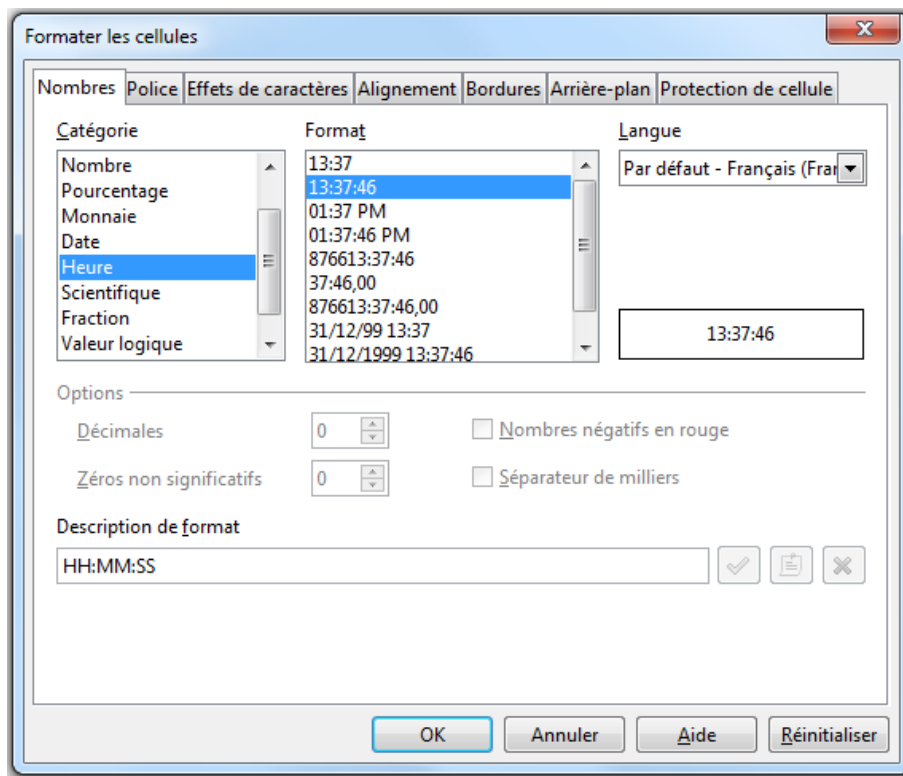 Formater les cellules
Nombres Police Effets de caractères Alignement Bordures Arrière-plan Protection de cellule
Catégorie
Nombre
Pourcentage
Monnaie
Date
Heure
Scientifique
Fraction
Valeur logique
Format
13:37
13:37:46
01:37 PM
01:37:46 PM
876613:37:46
37:46,00
876613:37:46,00
31/12/99 13:37
31/12/1999 13:37:46
Langue
Par défaut - Français (Fran
13:37:46
Options
Décimales 0
Nombres négatifs en rouge
Zéros non significatifs 0
Séparateur de milliers
Description de format
HH:MM:SS
OK Annuler Aide Réinitialiser